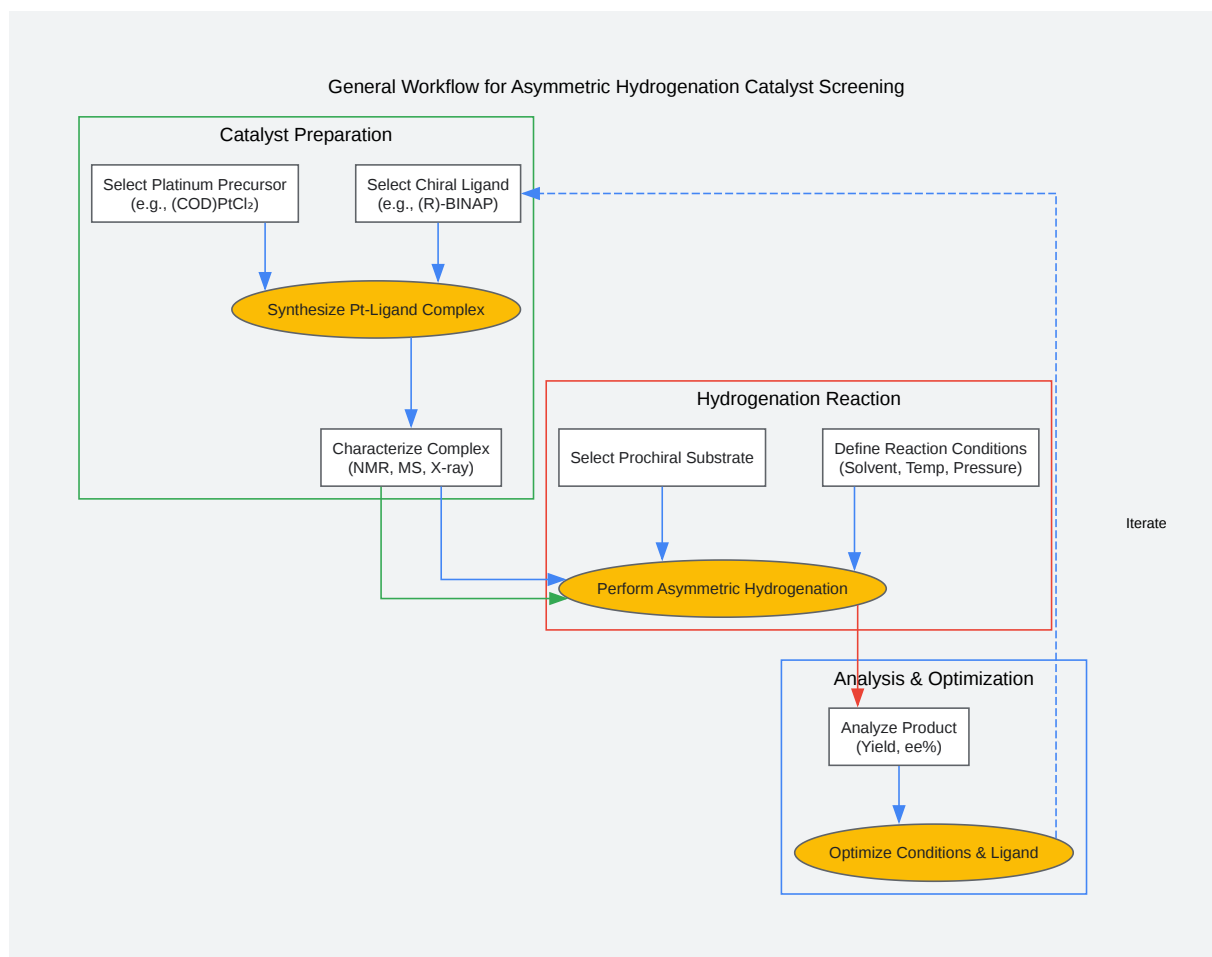 General Workflow for Asymmetric Hydrogenation Catalyst Screening
Catalyst Preparation
Select Platinum Precursor
(e.g., (COD)PtCl₂)
Select Chiral Ligand
(e.g., (R)-BINAP)
Synthesize Pt-Ligand Complex
Characterize Complex
(NMR, MS, X-ray)
Hydrogenation Reaction
Select Prochiral Substrate
Define Reaction Conditions
(Solvent, Temp, Pressure)
Perform Asymmetric Hydrogenation
Iterate
Analysis & Optimization
Analyze Product
(Yield, ee%)
Optimize Conditions & Ligand